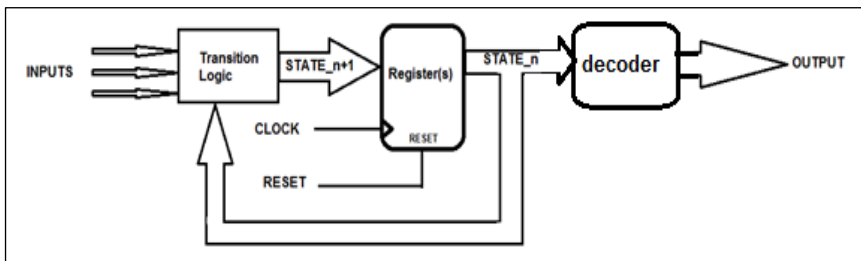 INPUTS
Transition
Logic
STATE_n+1
Register(s)
STATE_n
decoder
OUTPUT
CLOCK
RESET
RESET